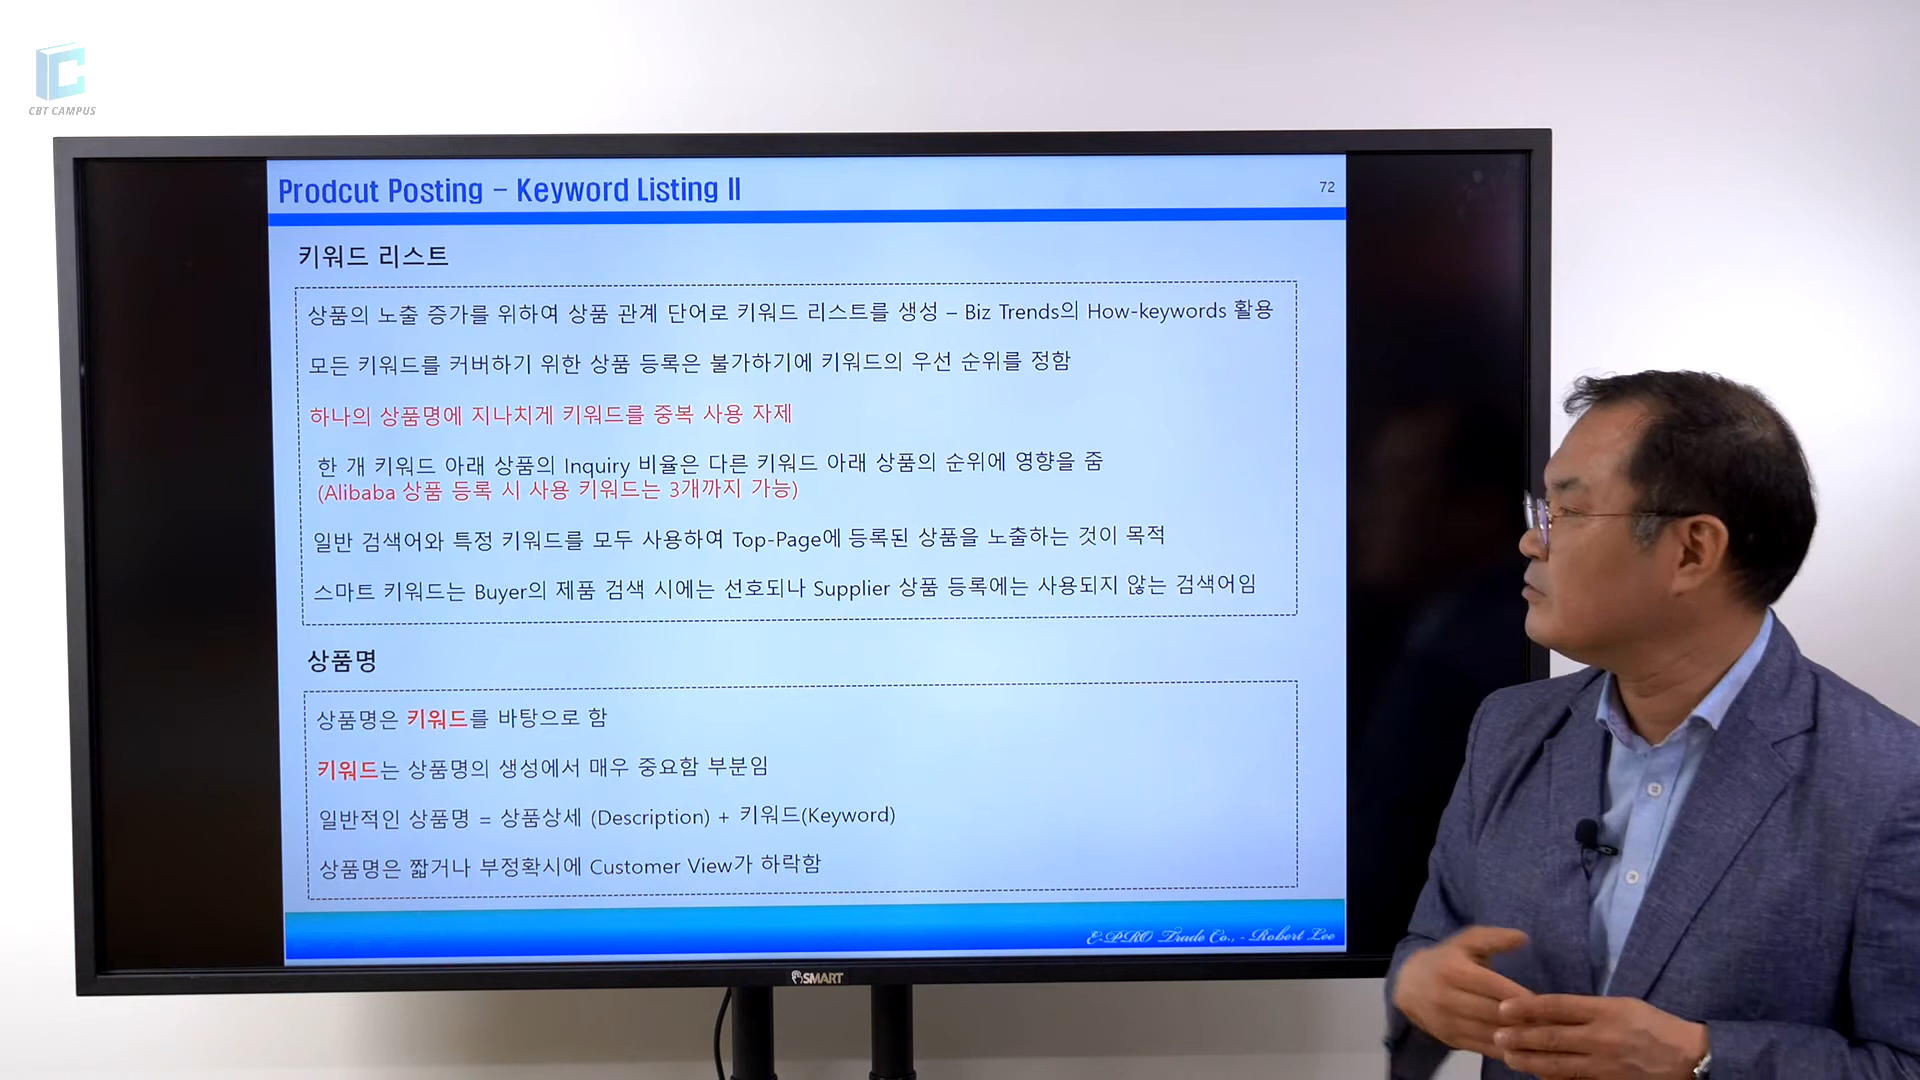 CBT CAMPUS
Prodcut Posting – Keyword Listing II
72
키워드 리스트
상품의 노출 증가를 위하여 상품 관계 단어로 키워드 리스트를 생성 – Biz Trends의 How-keywords 활용
모든 키워드를 커버하기 위한 상품 등록은 불가하기에 키워드의 우선 순위를 정함
하나의 상품명에 지나치게 키워드를 중복 사용 자제
한 개 키워드 아래 상품의 Inquiry 비율은 다른 키워드 아래 상품의 순위에 영향을 줌
(Alibaba 상품 등록 시 사용 키워드는 3개까지 가능)
일반 검색어와 특정 키워드를 모두 사용하여 Top-Page에 등록된 상품을 노출하는 것이 목적
스마트 키워드는 Buyer의 제품 검색 시에는 선호되나 Supplier 상품 등록에는 사용되지 않는 검색어임
상품명
상품명은 키워드를 바탕으로 함
키워드는 상품명의 생성에서 매우 중요함 부분임
일반적인 상품명 = 상품상세 (Description) + 키워드(Keyword)
상품명은 짧거나 부정확시에 Customer View가 하락함
E-PRO Trade Co., - Robert Lee
SMART